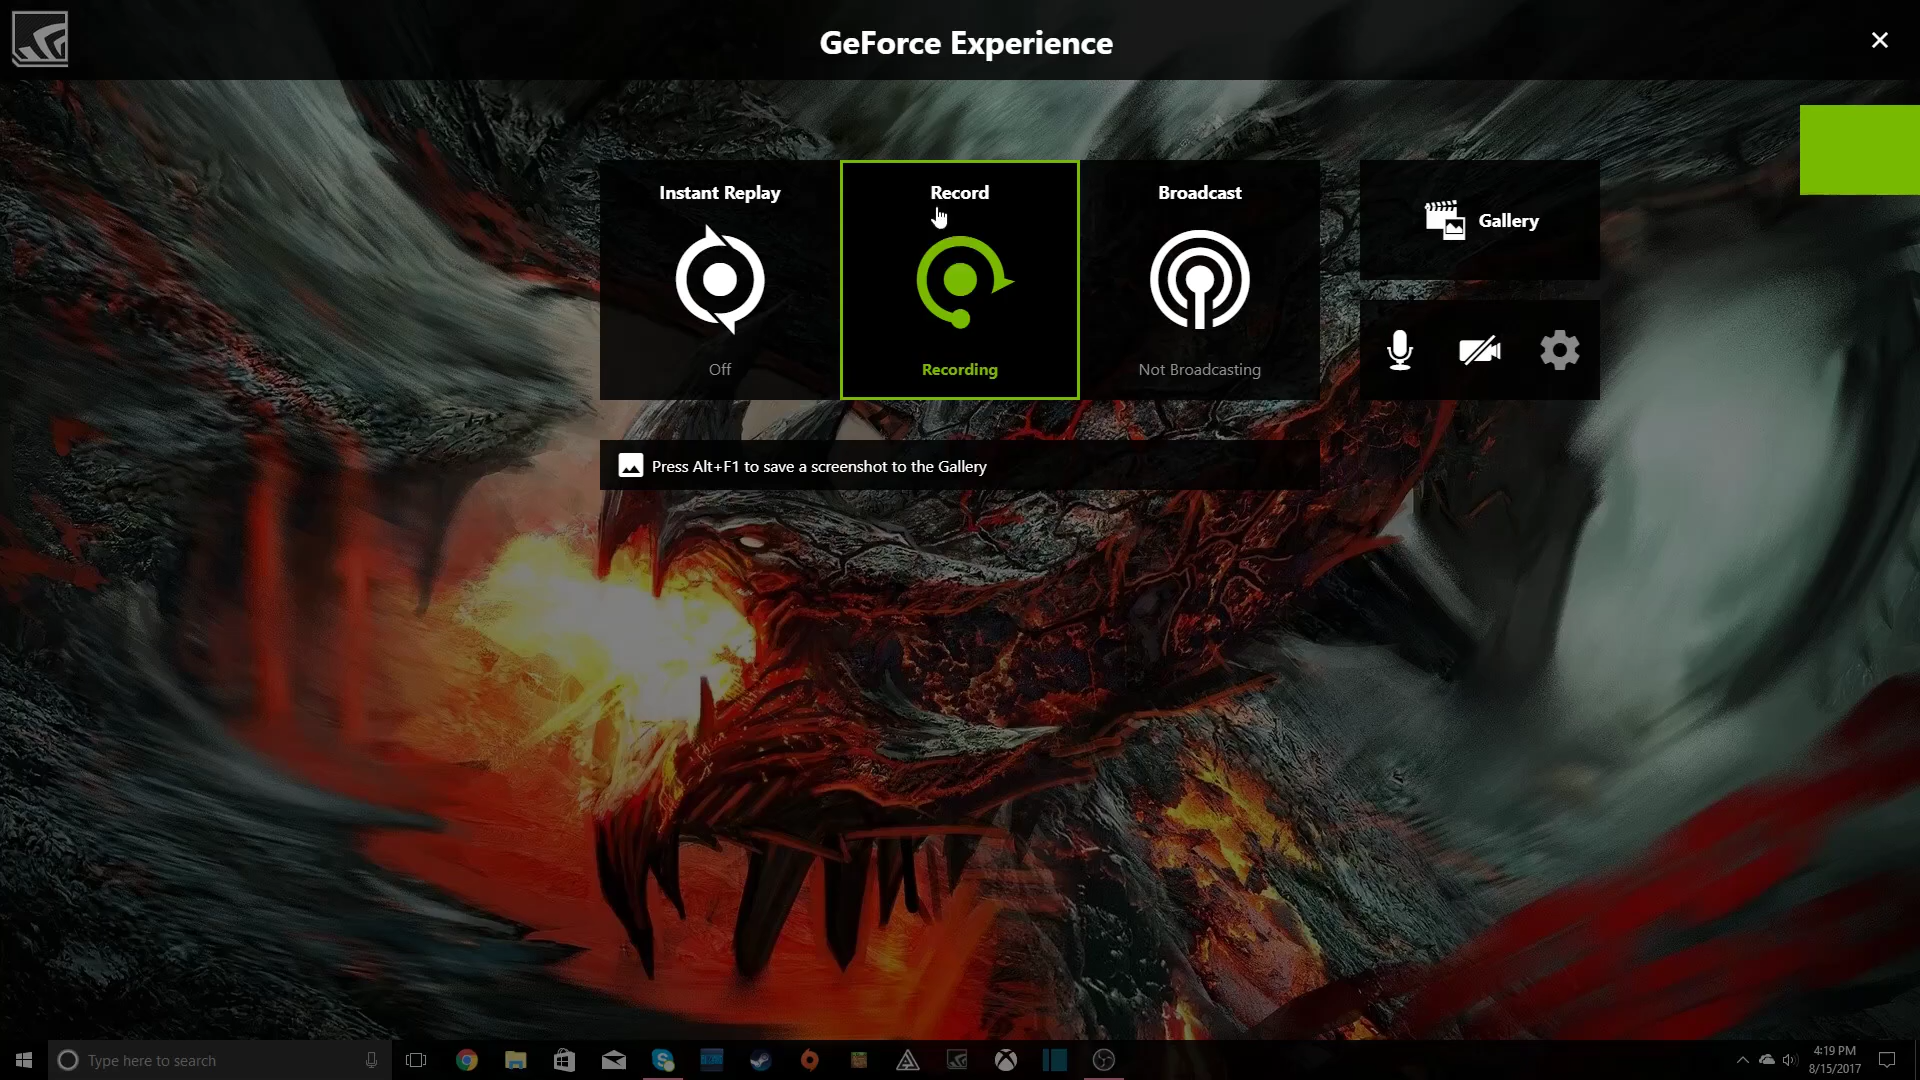 GeForce Experience
Instant Replay
Record
Broadcast
Gallery
Off
Recording
Not Broadcasting
Press Alt+F1 to save a screenshot to the Gallery
Type here to search
4:19 PM
8/15/2017